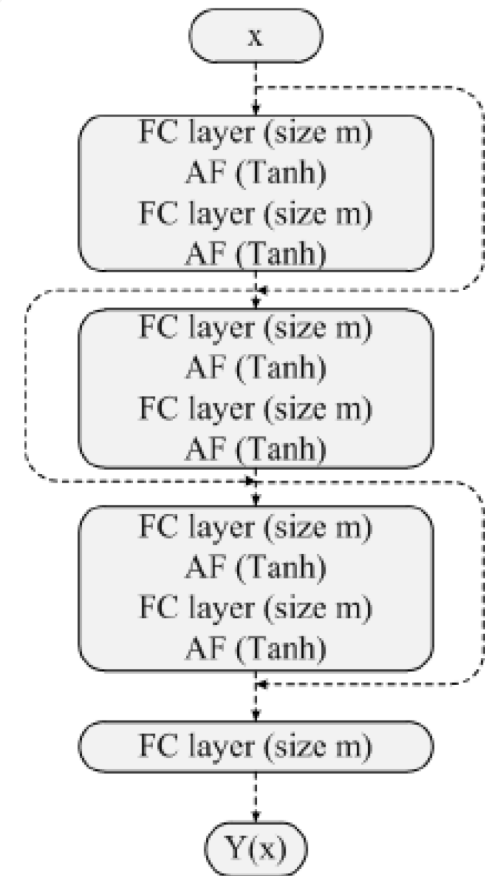 x
FC layer (size m)
AF (Tanh)
FC layer (size m)
AF (Tanh)
FC layer (size m)
AF (Tanh)
FC layer (size m)
AF (Tanh)
FC layer (size m)
AF (Tanh)
FC layer (size m)
AF (Tanh)
FC layer (size m)
Y(x)